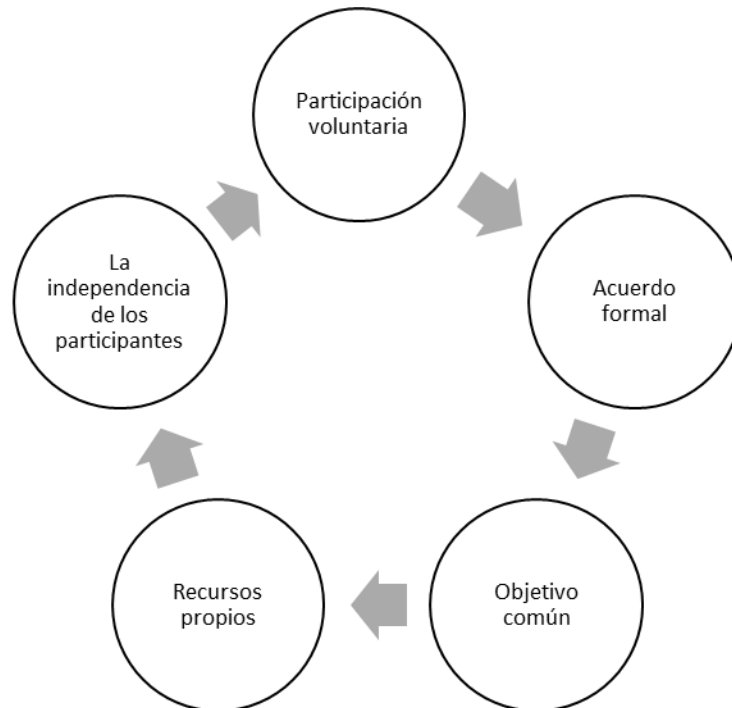 Participación
voluntaria
Acuerdo
formal
Objetivo
común
Recursos
propios
La
independencia
de los
participantes